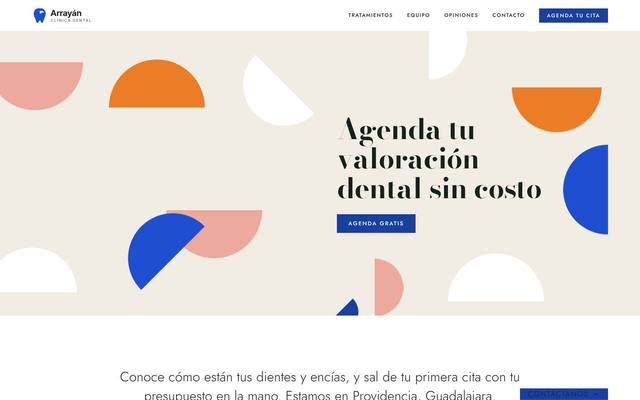 Arrayán
CLÍNICA DENTAL
TRATAMIENTOS
EQUIPO
OPINIONES
CONTACTO
AGENDA TU CITA
Agenda tu
valoración
dental sin costo
AGENDA GRATIS
Conoce cómo están tus dientes y encías, y sal de tu primera cita con tu
presupuesto en la mano. Estamos en Providencia, Guadalajara